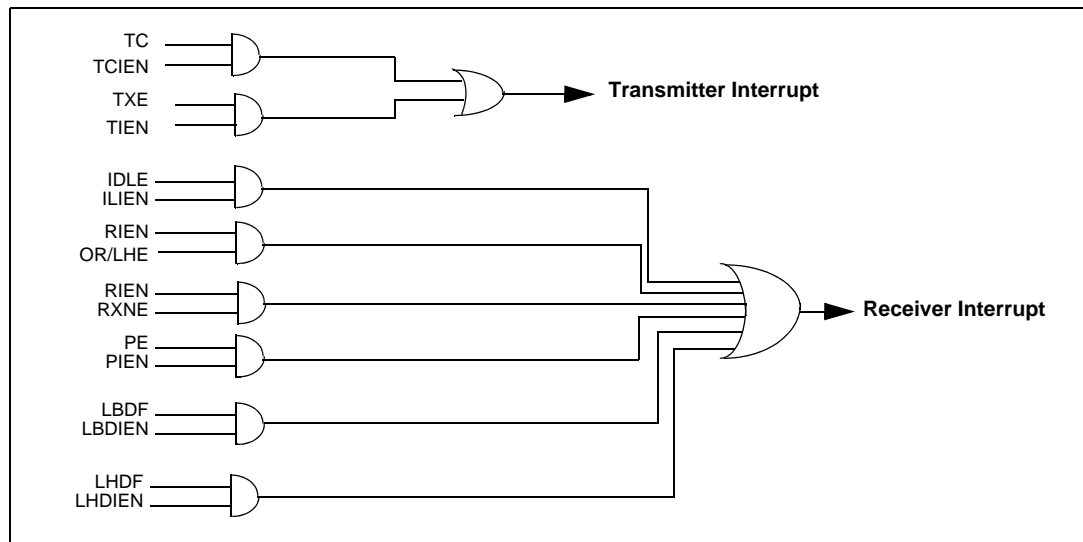 TC
TCIEN
TXE
TIEN
Transmitter Interrupt
IDLE
ILIEN
RIEN
OR/LHE
RIEN
RXNE
PE
PIEN
LBDF
LBDIEN
LHDF
LHDIEN
Receiver Interrupt